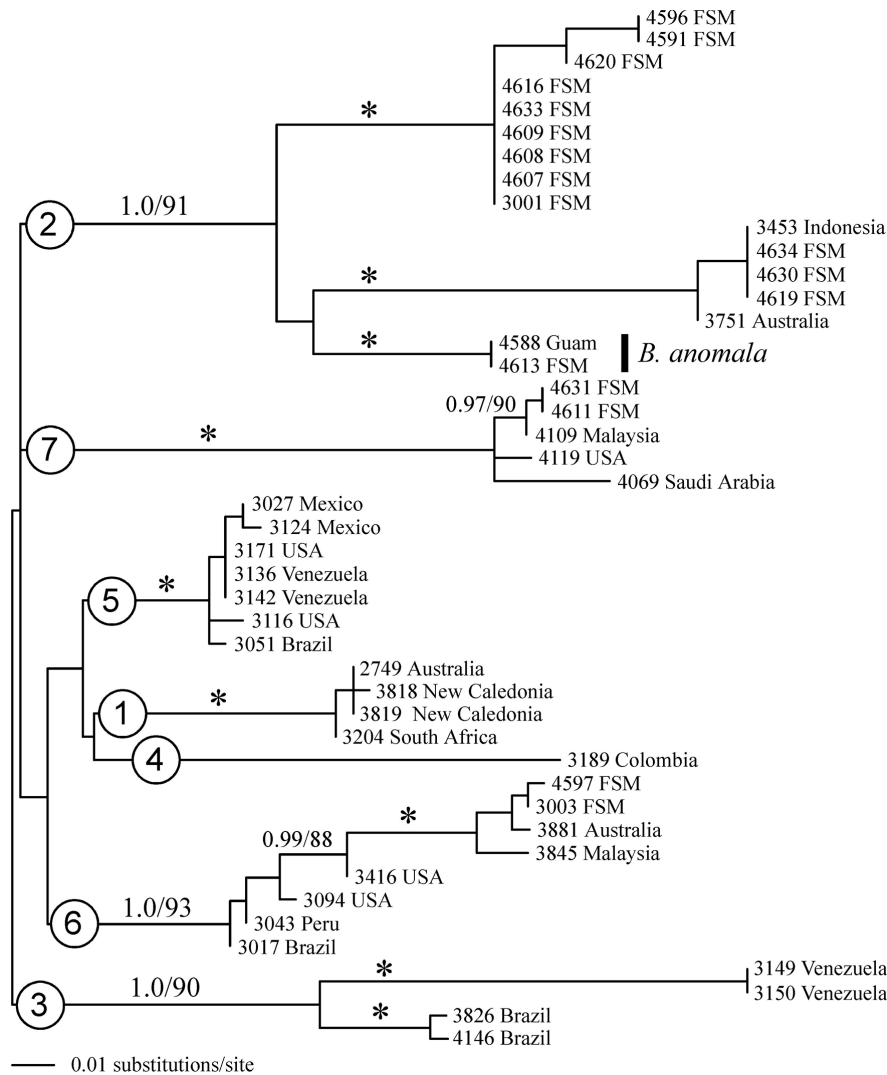 4596 FSM
4591 FSM
4620 FSM
4616 FSM
*
4633 FSM
4609 FSM
4608 FSM
4607 FSM
3001 FSM
1.0/91
2
3453 Indonesia
4634 FSM
*
4630 FSM
4619 FSM
3751 Australia
*
4588 Guam
B. anomala
4613 FSM
4631 FSM
0.97/90
4611 FSM
*
4109 Malaysia
7
4119 USA
4069 Saudi Arabia
3027 Mexico
3124 Mexico
3171 USA
3136 Venezuela
*
5
3142 Venezuela
3116 USA
3051 Brazil
2749 Australia
*
3818 New Caledonia
1
3819 New Caledonia
3204 South Africa
4
3189 Colombia
4597 FSM
3003 FSM
*
3881 Australia
0.99/88
3845 Malaysia
3416 USA
3094 USA
1.0/93
6
3043 Peru
3017 Brazil
*
3149 Venezuela
1.0/90
3150 Venezuela
3
*
3826 Brazil
4146 Brazil
0.01 substitutions/site